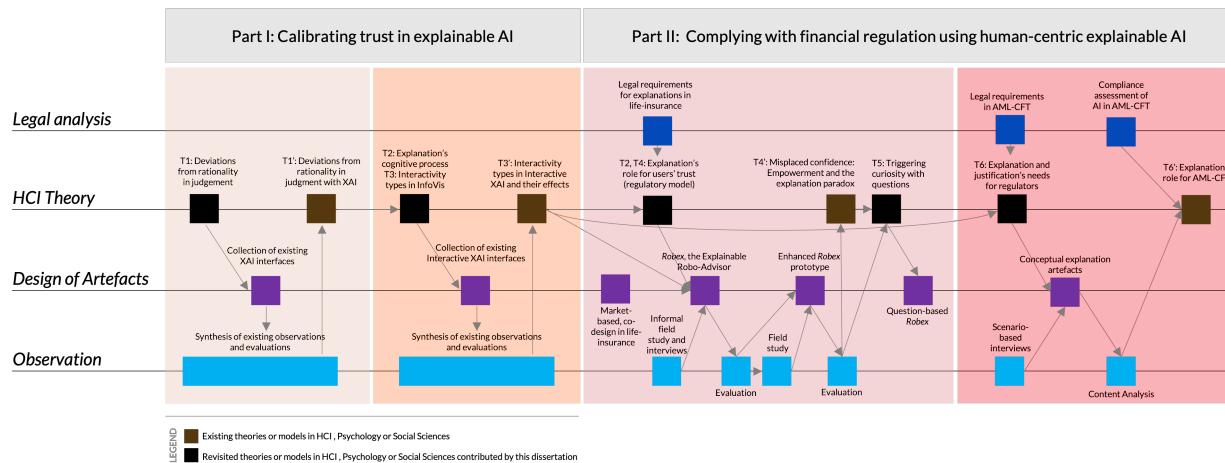 Part I: Calibrating trust in explainable AI
Part II: Complying with financial regulation using human-centric explainable AI
Legal analysis
Legal requirements
for explanations in
life-insurance
Legal requirements
in AML-CFT
Compliance
assessment of
AI in AML-CFT
HCI Theory
T1: Deviations
from rationality
in judgement
T1': Deviations from
rationality in
judgment with XAI
T2: Explanation's
cognitive process
T3: Interactivity
types in InfoVis
T3': Interactivity
types in Interactive
XAI and their effects
T2, T4: Explanation's
role for users' trust
(regulatory model)
T4': Misplaced confidence:
Empowerment and the
explanation paradox
T5: Triggering
curiosity with
questions
T6: Explanation and
justification's needs
for regulators
T6': Explanation
role for AML-CF
Design of Artefacts
Collection of existing
XAI interfaces
Collection of existing
Interactive XAI interfaces
Market-
based, co-
design in life-
insurance
Robex, the Explainable
Robo-Advisor
Enhanced Robex
prototype
Question-based
Robex
Conceptual explanation
artefacts
Observation
Synthesis of existing observations
and evaluations
Synthesis of existing observations
and evaluations
Informal
field
study and
interviews
Evaluation
Field
study
Evaluation
Scenario-
based
interviews
Content Analysis
LEGEND
Existing theories or models in HCI , Psychology or Social Sciences
Revisited theories or models in HCI , Psychology or Social Sciences contributed by this dissertation